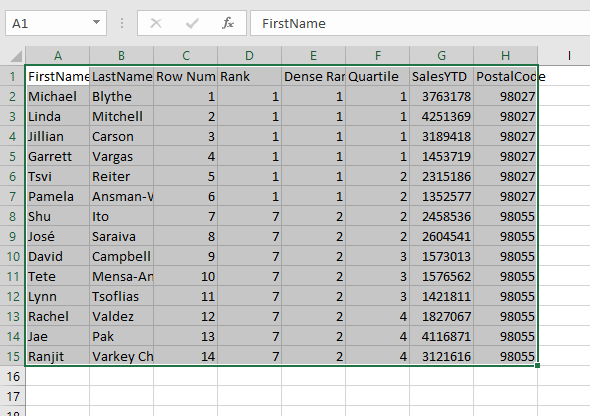 A1 fx FirstName
A B C D E F G H I
1 FirstName LastName Row Num Rank Dense Ran Quartile SalesYTD PostalCode
2 Michael Blythe 1 1 1 1 3763178 98027
3 Linda Mitchell 2 1 1 1 4251369 98027
4 Jillian Carson 3 1 1 1 3189418 98027
5 Garrett Vargas 4 1 1 1 1453719 98027
6 Tsvi Reiter 5 1 1 2 2315186 98027
7 Pamela Ansman-W 6 1 1 2 1352577 98027
8 Shu Ito 7 7 2 2 2458536 98055
9 José Saraiva 8 7 2 2 2604541 98055
10 David Campbell 9 7 2 3 1573013 98055
11 Tete Mensa-An 10 7 2 3 1576562 98055
12 Lynn Tsoflias 11 7 2 3 1421811 98055
13 Rachel Valdez 12 7 2 4 1827067 98055
14 Jae Pak 13 7 2 4 4116871 98055
15 Ranjit Varkey Ch 14 7 2 4 3121616 98055
16
17
18